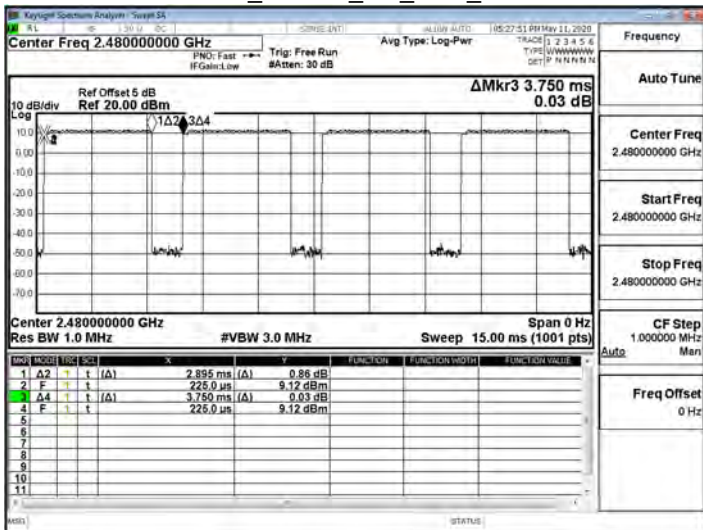 Keysight Spectrum Analyzer - Swept SA
RL 50 Ω DC SENSE:INT ALIGN AUTO 05:27:51 PM May 11, 2020
Center Freq 2.480000000 GHz
PNO: Fast
IFGain:Low
Trig: Free Run
#Atten: 30 dB
Avg Type: Log-Pwr
TRACE 1 2 3 4 5 6
TYPE WWWWWW
DET P NNNNN
Ref Offset 5 dB
10 dB/div Ref 20.00 dBm
ΔMkr3 3.750 ms
0.03 dB
Log
1Δ2 3Δ4
10.0
0.00
-10.0
-20.0
-30.0
-40.0
-50.0
-60.0
-70.0
Center 2.480000000 GHz Span 0 Hz
Res BW 1.0 MHz #VBW 3.0 MHz Sweep 15.00 ms (1001 pts)
MKR MODE TRC SCL X Y FUNCTION FUNCTION WIDTH FUNCTION VALUE
1 Δ2 1 t (Δ) 2.895 ms (Δ) 0.86 dB
2 F 1 t 225.0 µs 9.12 dBm
3 Δ4 1 t (Δ) 3.750 ms (Δ) 0.03 dB
4 F 1 t 225.0 µs 9.12 dBm
5
6
7
8
9
10
11
MSG STATUS
Frequency
Auto Tune
Center Freq
2.480000000 GHz
Start Freq
2.480000000 GHz
Stop Freq
2.480000000 GHz
CF Step
1.000000 MHz
Auto Man
Freq Offset
0 Hz